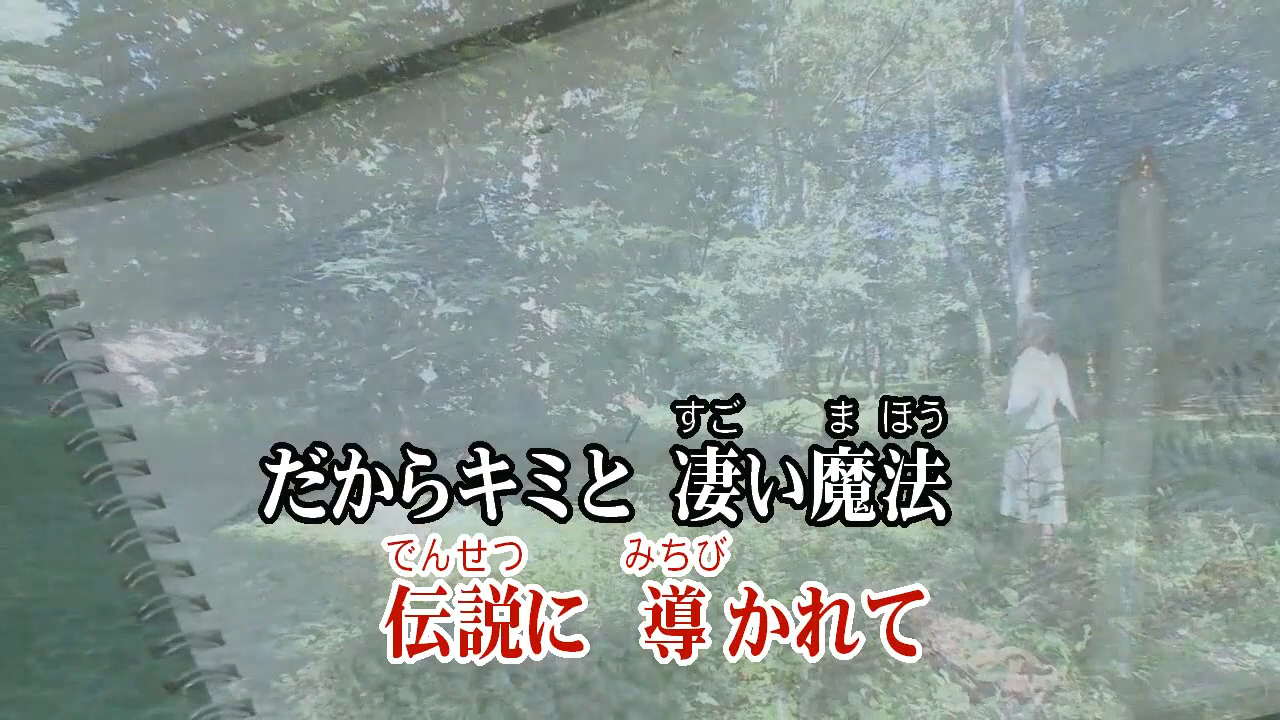 すご ま ほう
だからキミと 凄い魔法
でんせつ みちび
伝説に 導かれて